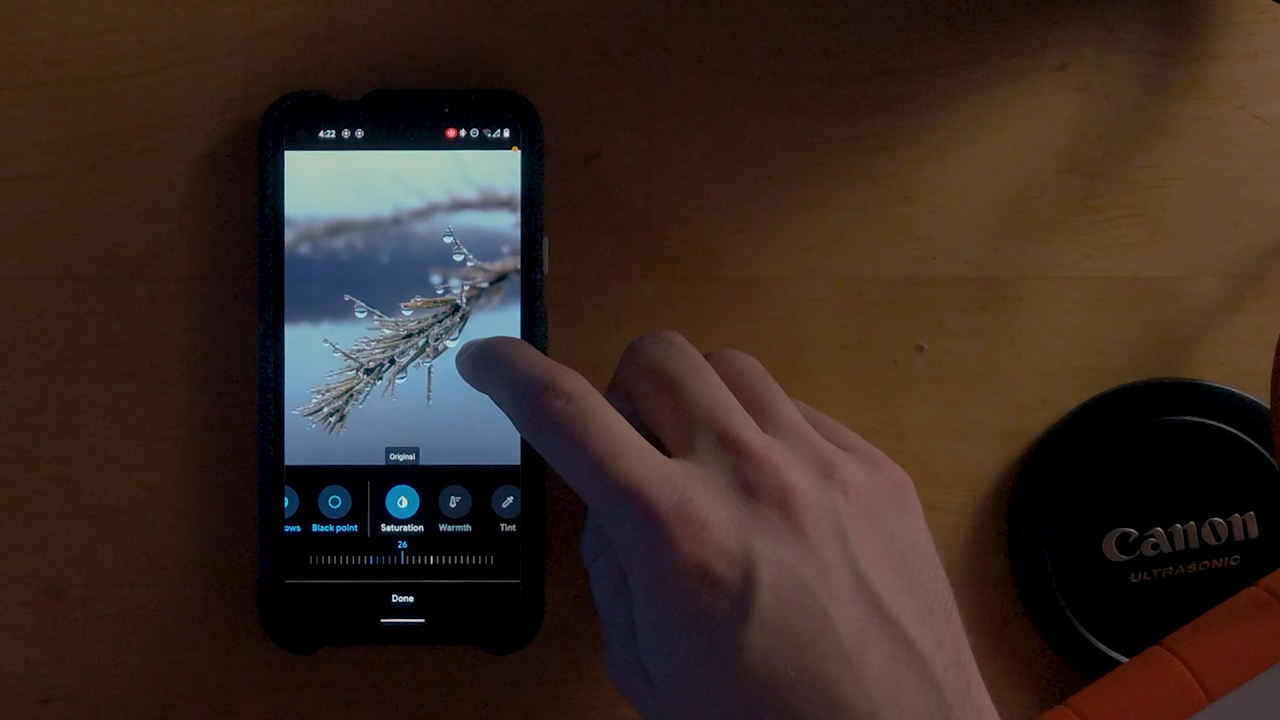 4:22
Original
ows Black point Saturation Warmth Tint
26
Done
Canon
ULTRASONIC